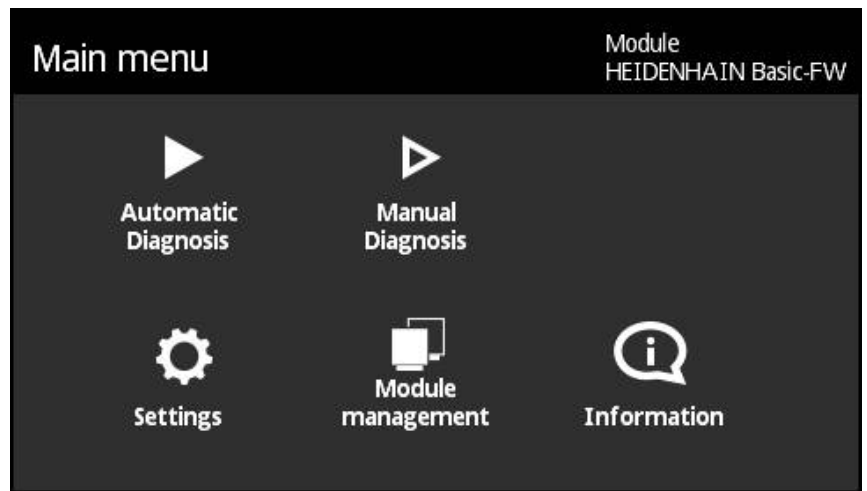 Main menu
Module
HEIDENHAIN Basic-FW
Automatic
Diagnosis
Manual
Diagnosis
Settings
Module
management
Information